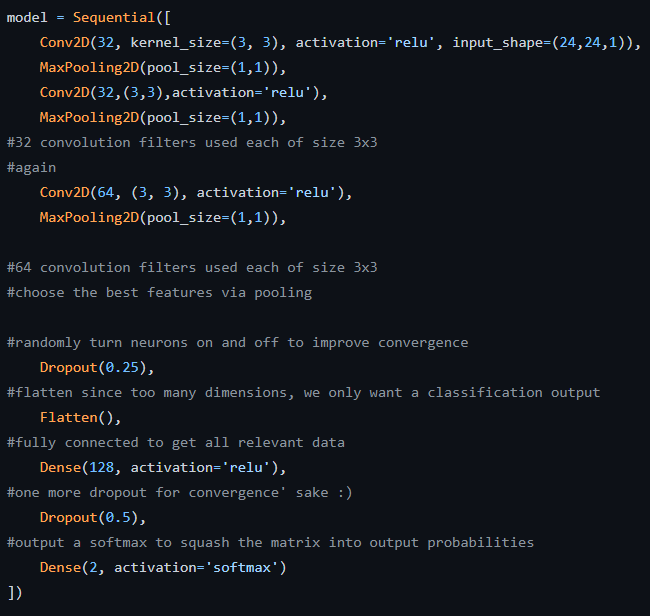 model = Sequential([
    Conv2D(32, kernel_size=(3, 3), activation='relu', input_shape=(24,24,1)),
    MaxPooling2D(pool_size=(1,1)),
    Conv2D(32,(3,3),activation='relu'),
    MaxPooling2D(pool_size=(1,1)),
#32 convolution filters used each of size 3x3
#again
    Conv2D(64, (3, 3), activation='relu'),
    MaxPooling2D(pool_size=(1,1)),

#64 convolution filters used each of size 3x3
#choose the best features via pooling

#randomly turn neurons on and off to improve convergence
    Dropout(0.25),
#flatten since too many dimensions, we only want a classification output
    Flatten(),
#fully connected to get all relevant data
    Dense(128, activation='relu'),
#one more dropout for convergence' sake :)
    Dropout(0.5),
#output a softmax to squash the matrix into output probabilities
    Dense(2, activation='softmax')
])